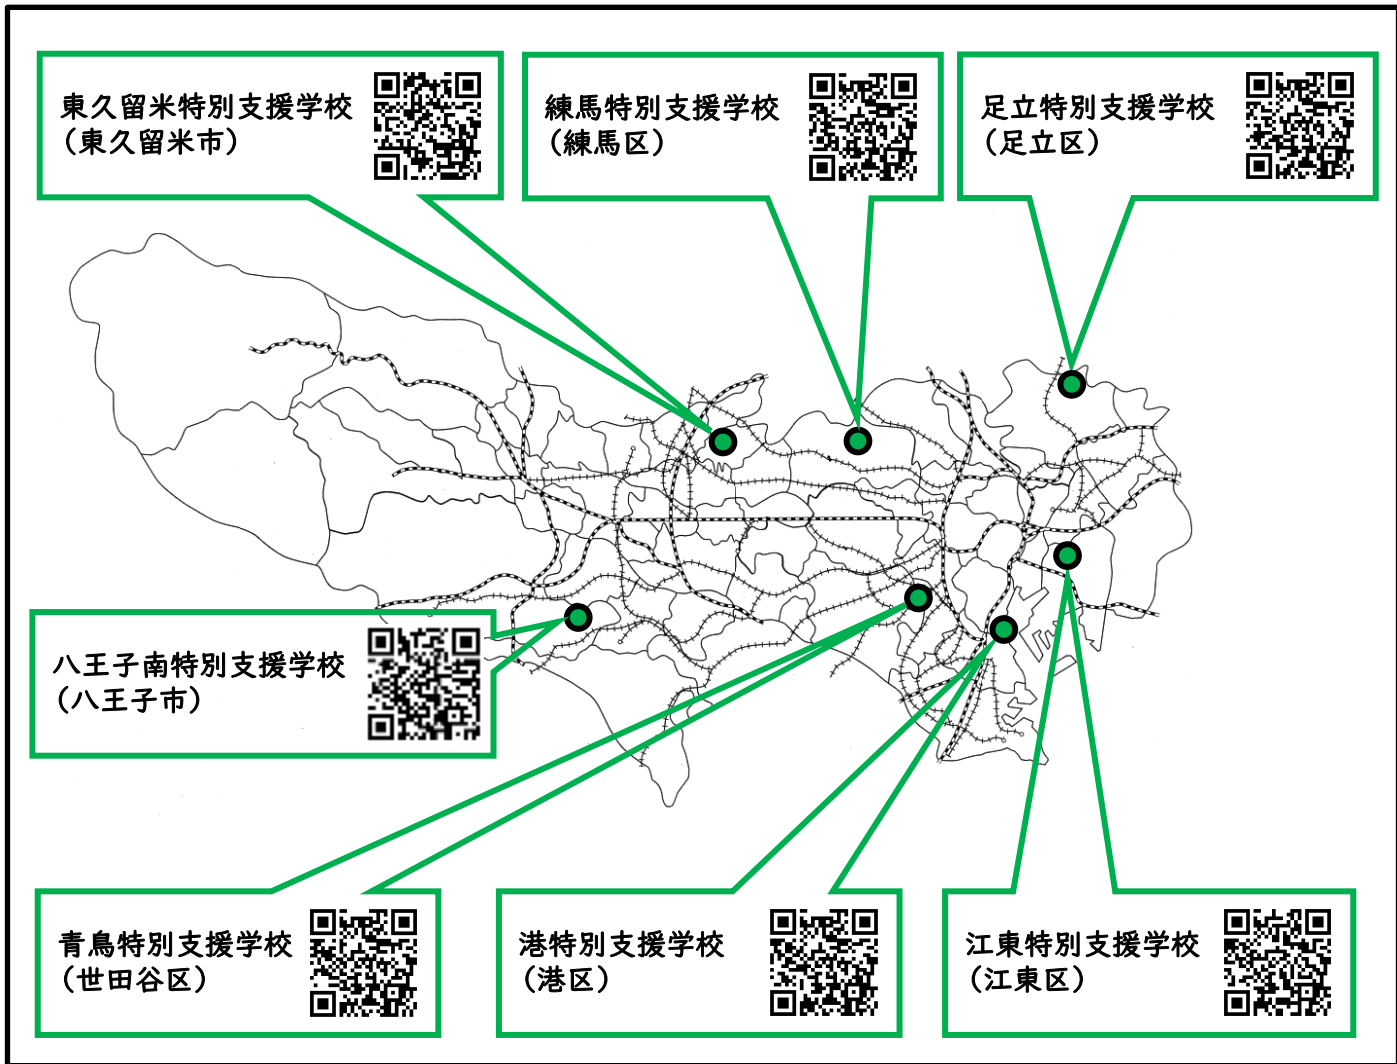 東久留米特別支援学校
(東久留米市)
練馬特別支援学校
(練馬区)
足立特別支援学校
(足立区)
八王子南特別支援学校
(八王子市)
青鳥特別支援学校
(世田谷区)
港特別支援学校
(港区)
江東特別支援学校
(江東区)